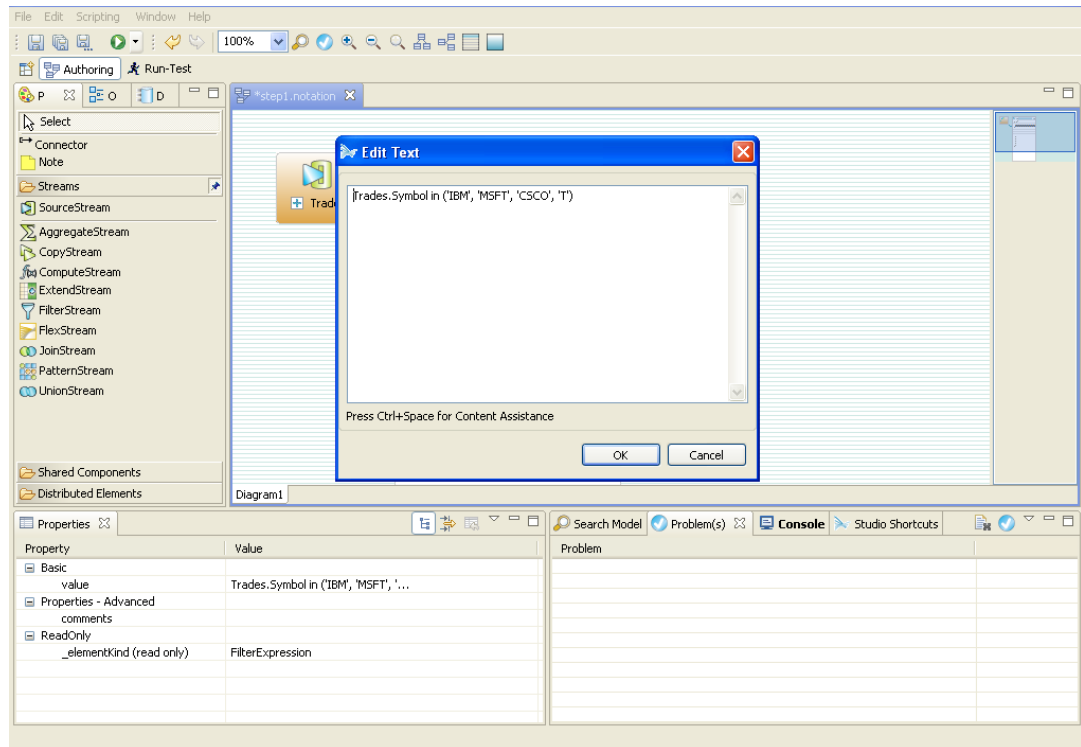 File Edit Scripting Window Help
100%
Authoring Run-Test
P O D *step1.notation
Select
Connector
Note
Streams
SourceStream
AggregateStream
CopyStream
ComputeStream
ExtendStream
FilterStream
FlexStream
JoinStream
PatternStream
UnionStream
Shared Components
Distributed Elements
Trade
Edit Text
Trades.Symbol in ('IBM', 'MSFT', 'CSCO', 'T')
Press Ctrl+Space for Content Assistance
OK Cancel
Diagram1
Properties
Property Value
Basic
value Trades.Symbol in ('IBM', 'MSFT', '...
Properties - Advanced
comments
ReadOnly
_elementKind (read only) FilterExpression
Search Model Problem(s) Console Studio Shortcuts
Problem